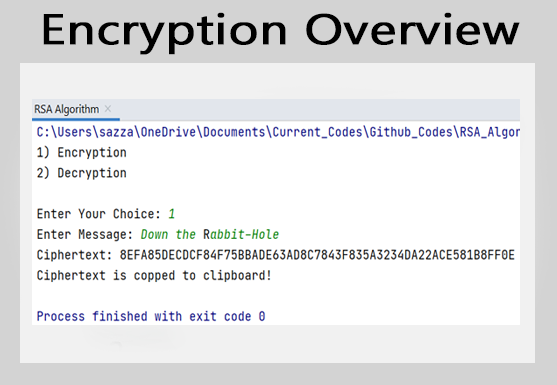 Encryption Overview
RSA Algorithm ×
C:\Users\sazza\OneDrive\Documents\Current_Codes\Github_Codes\RSA_Algor
1) Encryption
2) Decryption
Enter Your Choice: 1
Enter Message: Down the Rabbit-Hole
Ciphertext: 8EFA85DECDCF84F75BBADE63AD8C7843F835A3234DA22ACE581B8FF0E
Ciphertext is copped to clipboard!
Process finished with exit code 0